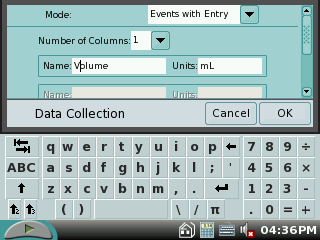 Mode: Events with Entry
Number of Columns: 1
Name: Volume Units: mL
Name: Units:
Data Collection Cancel OK
q w e r t y u i o p ← 7 8 9 ÷
ABC a s d f g h j k l ; ' 4 5 6 ×
z x c v b n m , . 1 2 3 -
( ) \ / π . 0 = +
04:36PM